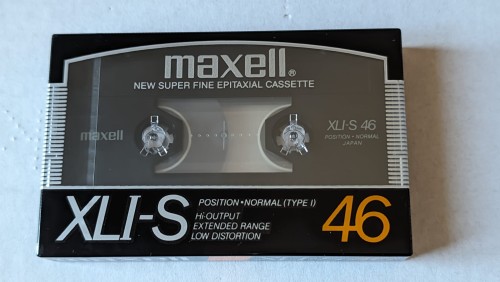 maxell®
NEW SUPER FINE EPITAXIAL CASSETTE
maxell
XLI-S 46
POSITION • NORMAL
JAPAN
XLI-S
POSITION • NORMAL (TYPE I)
Hi-OUTPUT
EXTENDED RANGE
LOW DISTORTION
46